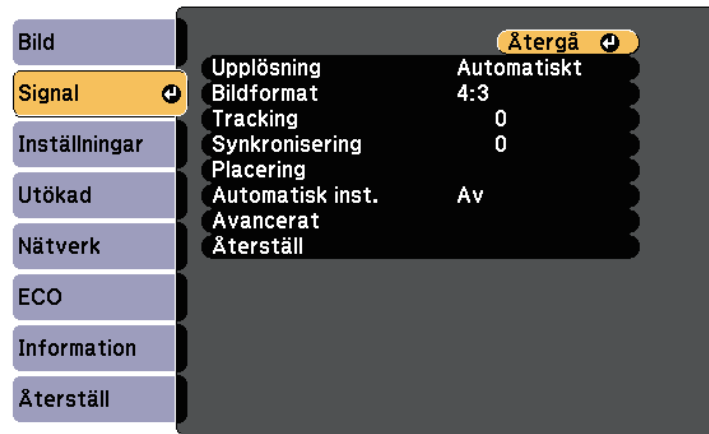 Bild
Signal
Inställningar
Utökad
Nätverk
ECO
Information
Återställ
Återgå
Upplösning Automatiskt
Bildformat 4:3
Tracking 0
Synkronisering 0
Placering
Automatisk inst. Av
Avancerat
Återställ